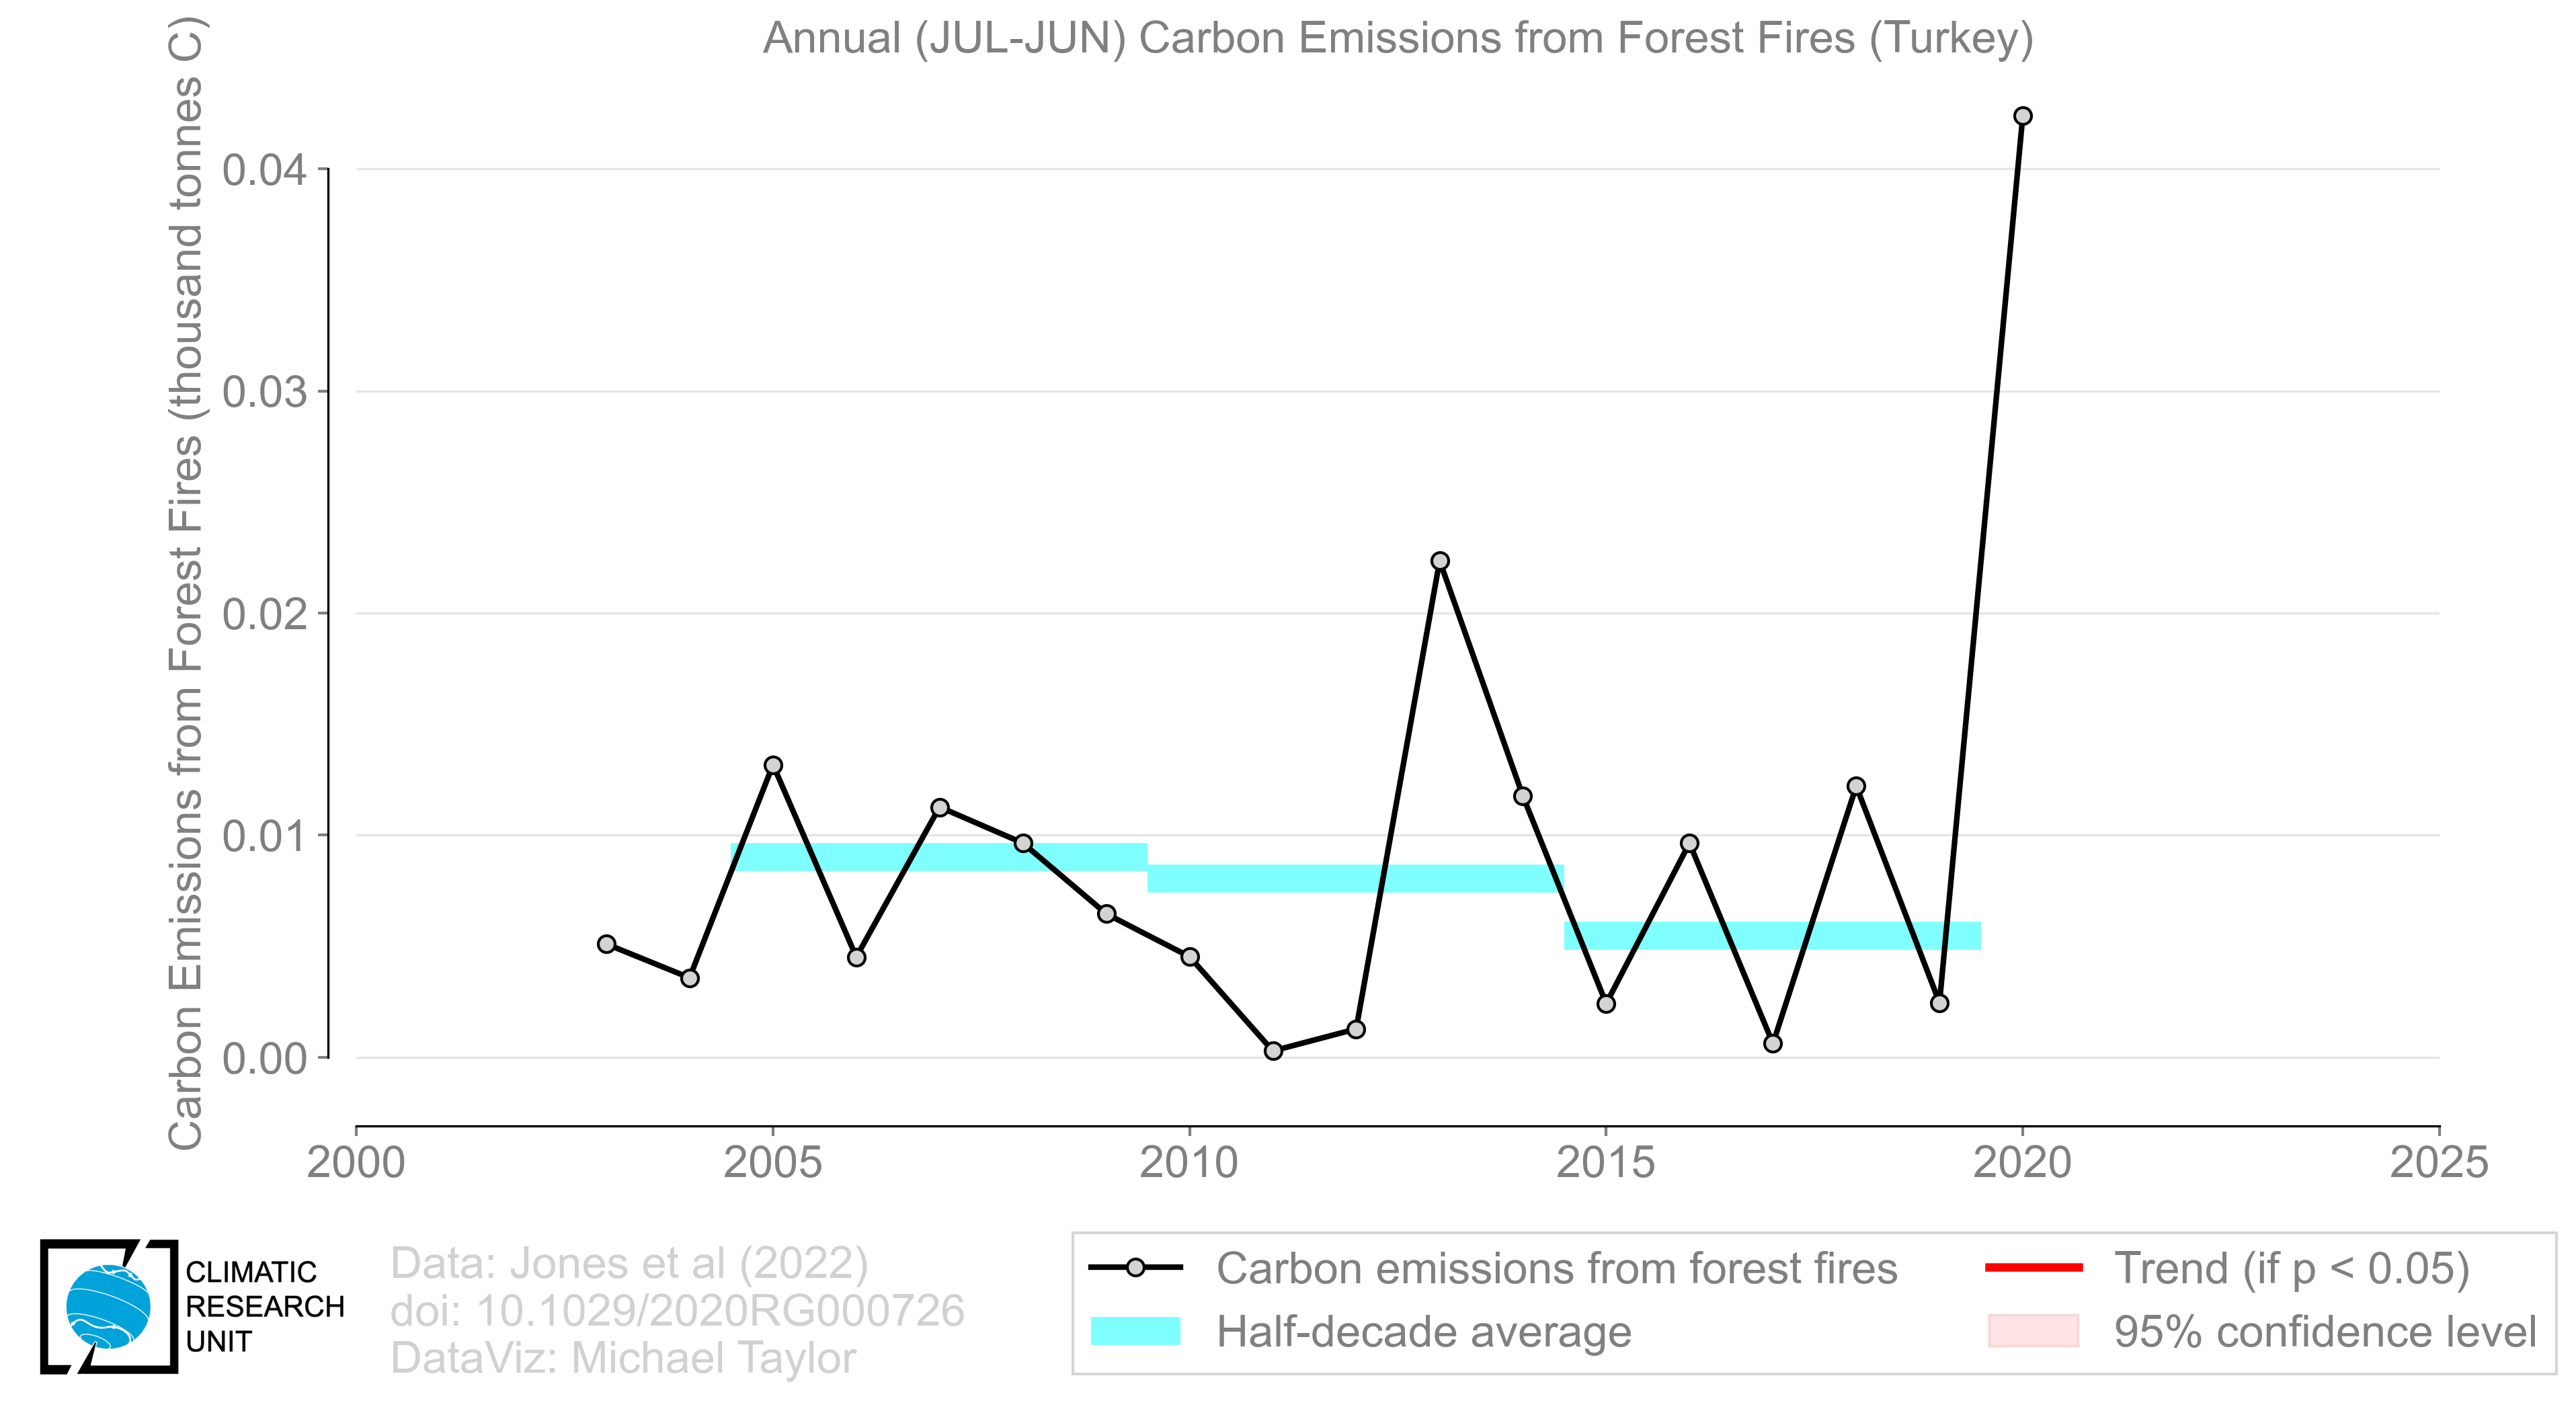 Annual (JUL-JUN) Carbon Emissions from Forest Fires (Turkey)
Carbon Emissions from Forest Fires (thousand tonnes C)
0.04
0.03
0.02
0.01
0.00
2000 2005 2010 2015 2020 2025
CLIMATIC
RESEARCH
UNIT
Data: Jones et al (2022)
doi: 10.1029/2020RG000726
DataViz: Michael Taylor
Carbon emissions from forest fires
Half-decade average
Trend (if p < 0.05)
95% confidence level